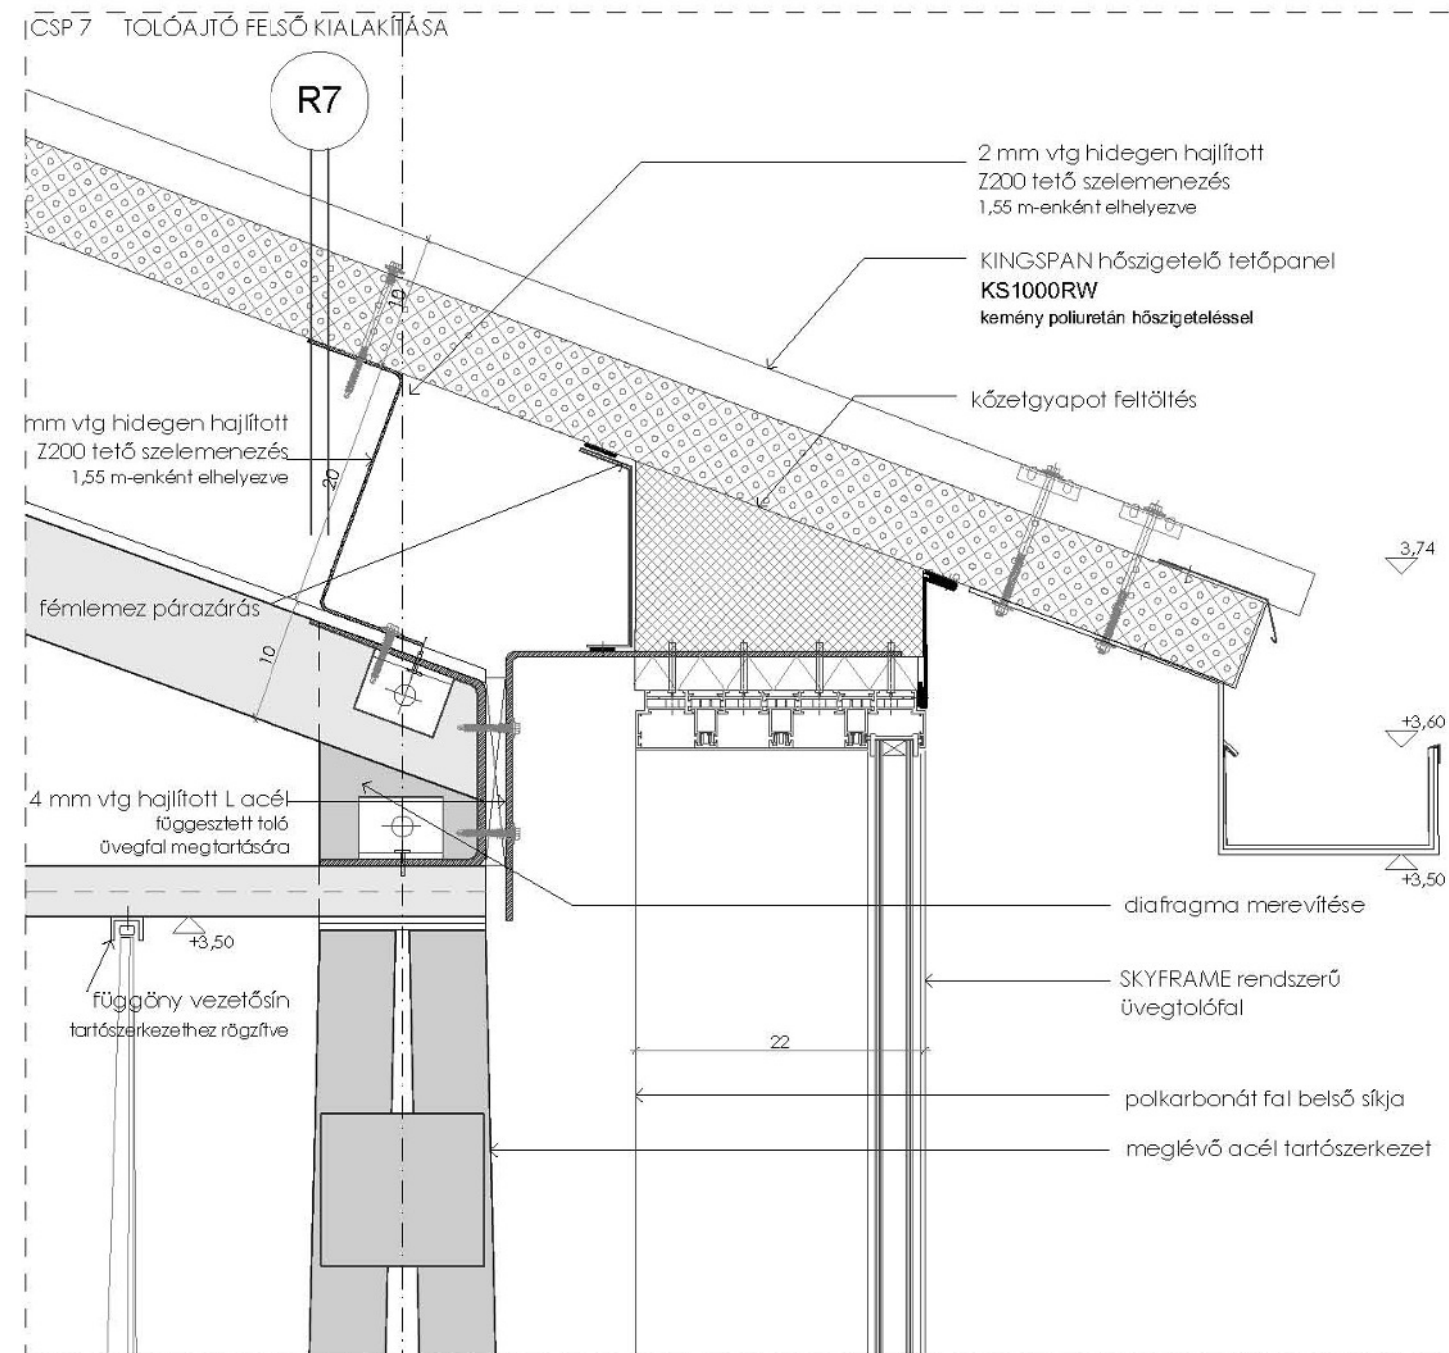 CSP 7 TOLÓAJTÓ FELSŐ KIALAKÍTÁSA
R7
2 mm vtg hidegen hajlított
Z200 tető szelemenezés
1,55 m-enként elhelyezve
KINGSPAN hőszigetelő tetőpanel
KS1000RW
kemény poliuretán hőszigeteléssel
10
kőzetgyapot feltöltés
mm vtg hidegen hajlított
Z200 tető szelemenezés
1,55 m-enként elhelyezve
20
3,74
fémlemez párazárás
10
+3,60
4 mm vtg hajlított L acél
függesztett toló
üvegfal megtartására
+3,50
diafragma merevítése
+3,50
SKYFRAME rendszerű
üvegtolófal
függöny vezetősín
tartószerkezethez rögzítve
22
polkarbonát fal belső síkja
meglévő acél tartószerkezet